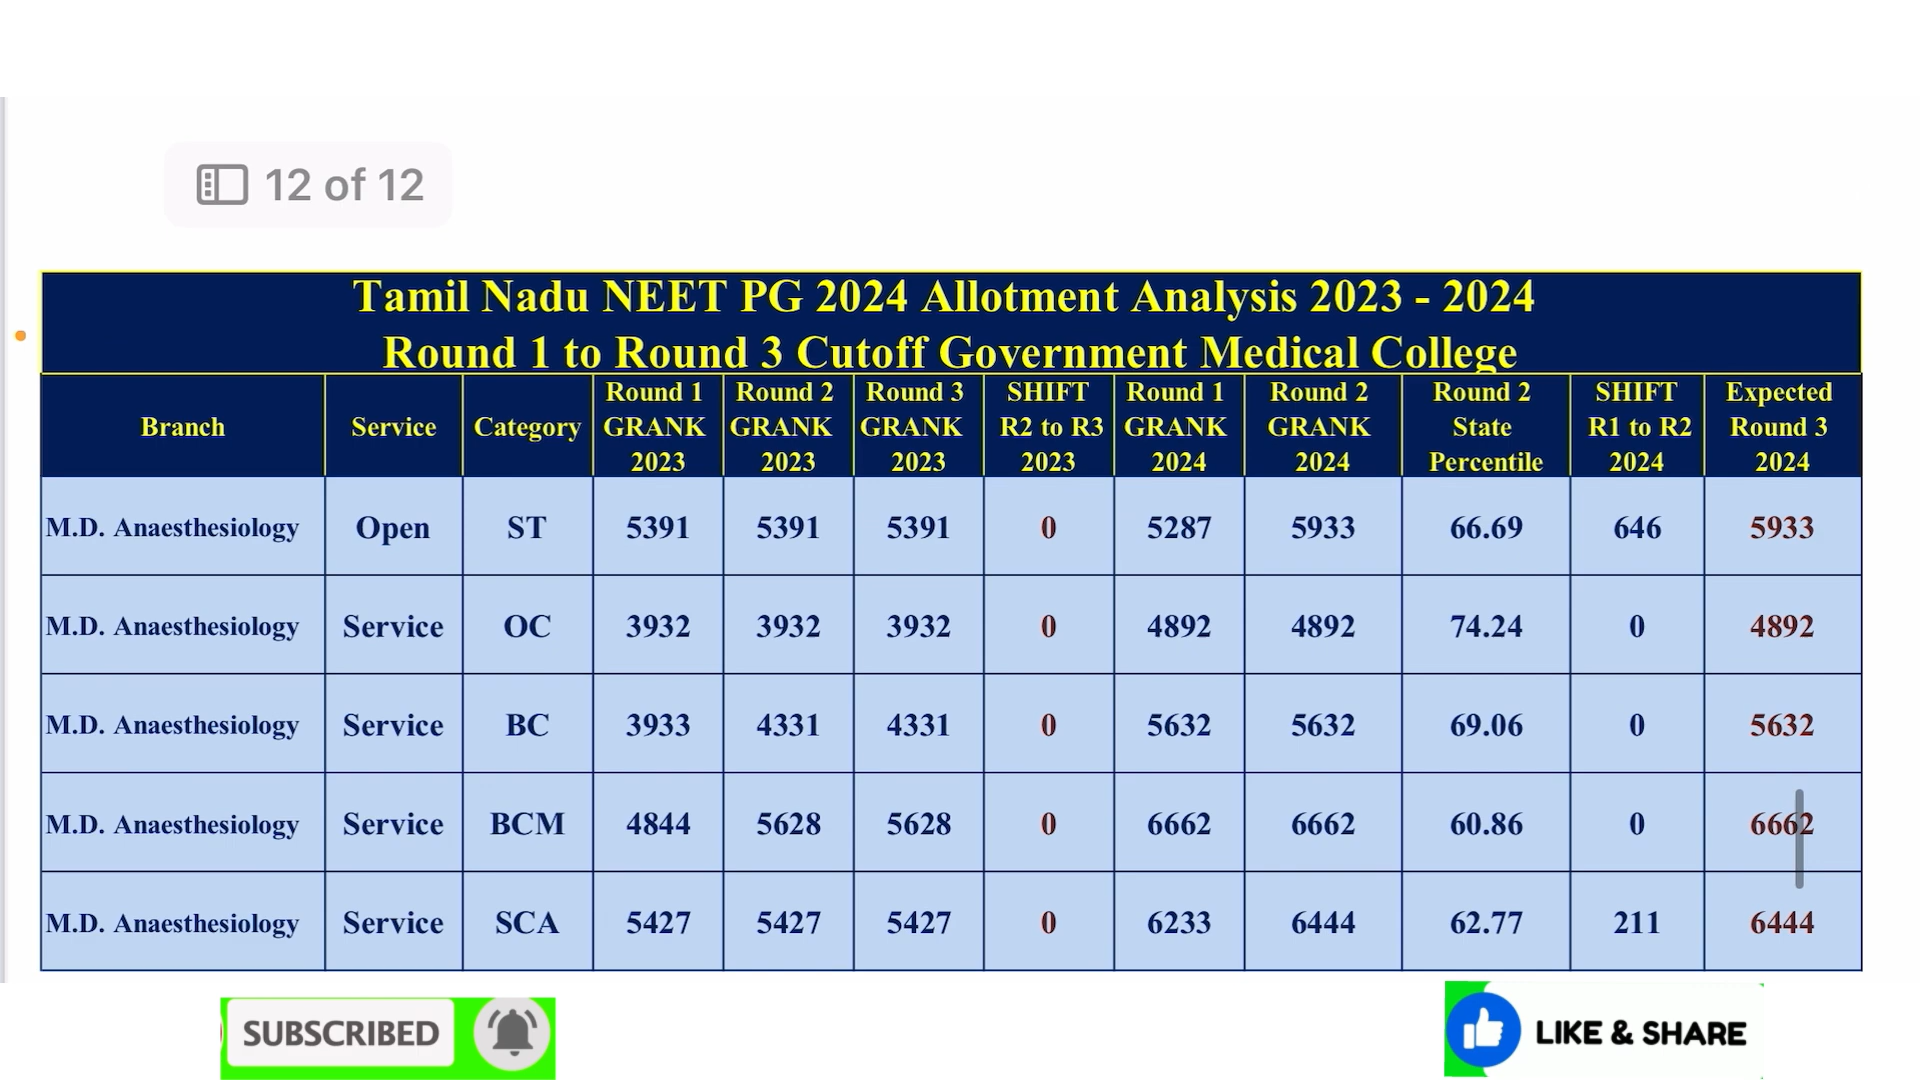 12 of 12
Tamil Nadu NEET PG 2024 Allotment Analysis 2023 - 2024
Round 1 to Round 3 Cutoff Government Medical College
Branch Service Category Round 1 GRANK 2023 Round 2 GRANK 2023 Round 3 GRANK 2023 SHIFT R2 to R3 2023 Round 1 GRANK 2024 Round 2 GRANK 2024 Round 2 State Percentile SHIFT R1 to R2 2024 Expected Round 3 2024
M.D. Anaesthesiology Open ST 5391 5391 5391 0 5287 5933 66.69 646 5933
M.D. Anaesthesiology Service OC 3932 3932 3932 0 4892 4892 74.24 0 4892
M.D. Anaesthesiology Service BC 3933 4331 4331 0 5632 5632 69.06 0 5632
M.D. Anaesthesiology Service BCM 4844 5628 5628 0 6662 6662 60.86 0 6662
M.D. Anaesthesiology Service SCA 5427 5427 5427 0 6233 6444 62.77 211 6444
SUBSCRIBED
LIKE & SHARE